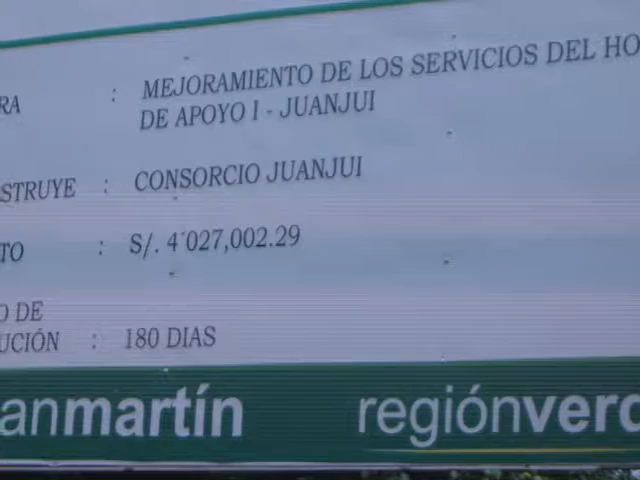 RA : MEJORAMIENTO DE LOS SERVICIOS DEL HO
DE APOYO I - JUANJUI
STRUYE : CONSORCIO JUANJUI
TO : S/. 4´027,002.29
O DE
UCIÓN : 180 DIAS
anmartín regiónverd